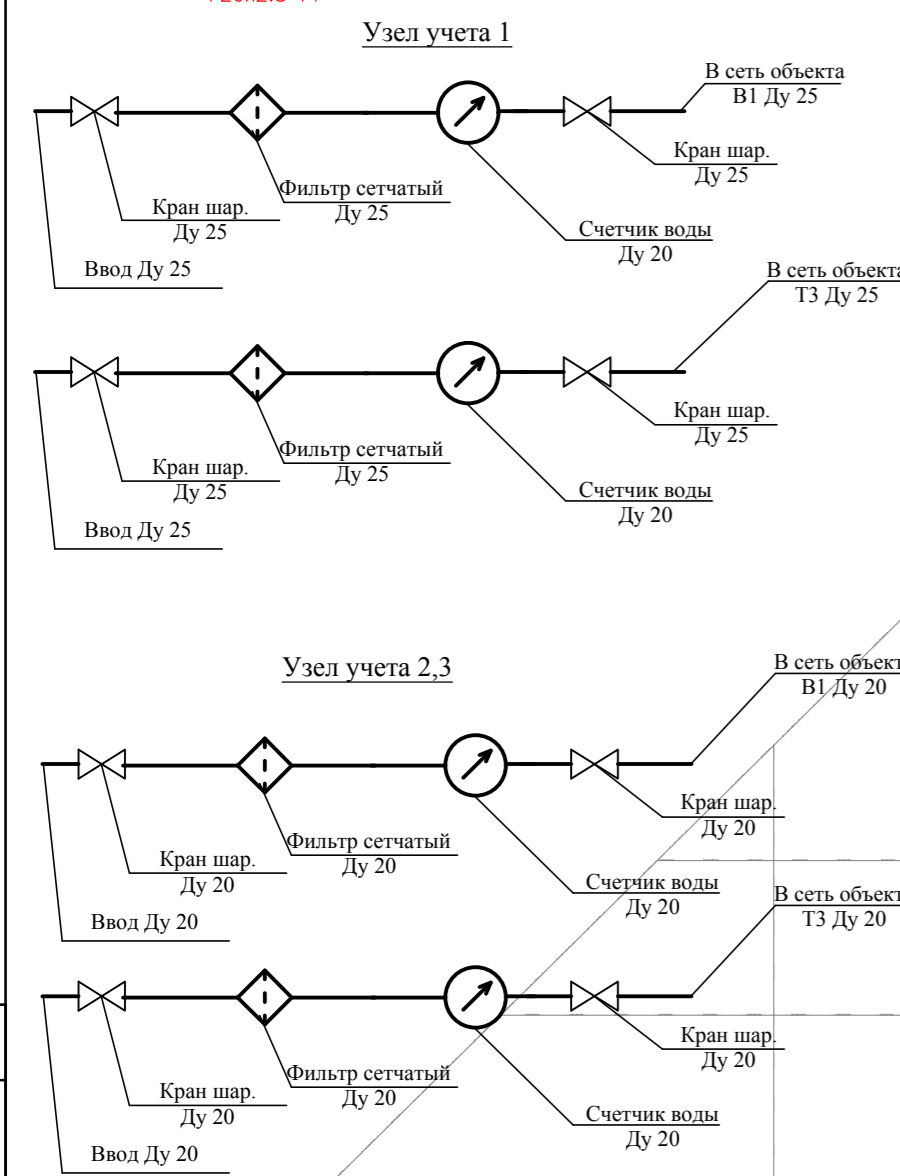 Узел учета 1
В сеть объекта
В1 Ду 25
Кран шар.
Ду 25
Фильтр сетчатый
Ду 25
Кран шар.
Ду 25
Счетчик воды
Ду 20
Ввод Ду 25
В сеть объекта
Т3 Ду 25
Кран шар.
Ду 25
Фильтр сетчатый
Ду 25
Кран шар.
Ду 25
Счетчик воды
Ду 20
Ввод Ду 25
Узел учета 2,3
В сеть объект
В1 Ду 20
Кран шар.
Ду 20
Фильтр сетчатый
Ду 20
Кран шар.
Ду 20
Счетчик воды
Ду 20
Ввод Ду 20
В сеть объект
Т3 Ду 20
Кран шар.
Ду 20
Фильтр сетчатый
Ду 20
Кран шар.
Ду 20
Счетчик воды
Ду 20
Ввод Ду 20